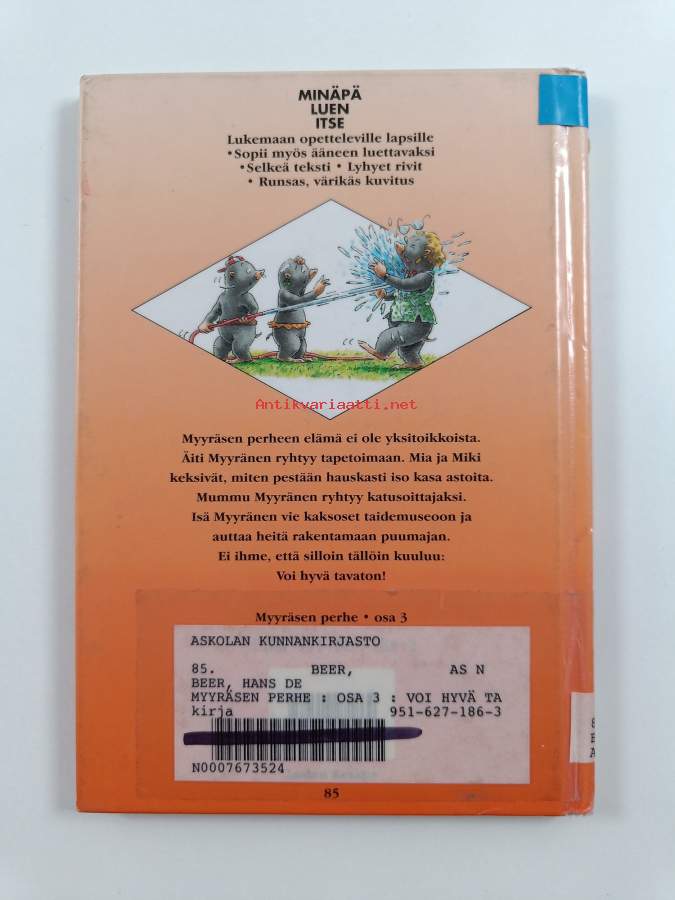 MINÄPÄ
LUEN
ITSE
Lukemaan opetteleville lapsille
•Sopii myös ääneen luettavaksi
•Selkeä teksti • Lyhyet rivit
• Runsas, värikäs kuvitus
Antikvariaatti.net
Myyräsen perheen elämä ei ole yksitoikkoista.
Äiti Myyränen ryhtyy tapetoimaan. Mia ja Miki
keksivät, miten pestään hauskasti iso kasa astoita.
Mummu Myyränen ryhtyy katusoittajaksi.
Isä Myyränen vie kaksoset taidemuseoon ja
auttaa heitä rakentamaan puumajan.
Ei ihme, että silloin tällöin kuuluu:
Voi hyvä tavaton!
Myyräsen perhe • osa 3
ASKOLAN KUNNANKIRJASTO
85. BEER, AS N
BEER, HANS DE
MYYRÄSEN PERHE : OSA 3 : VOI HYVÄ TA
kirja 951-627-186-3
N0007673524
85